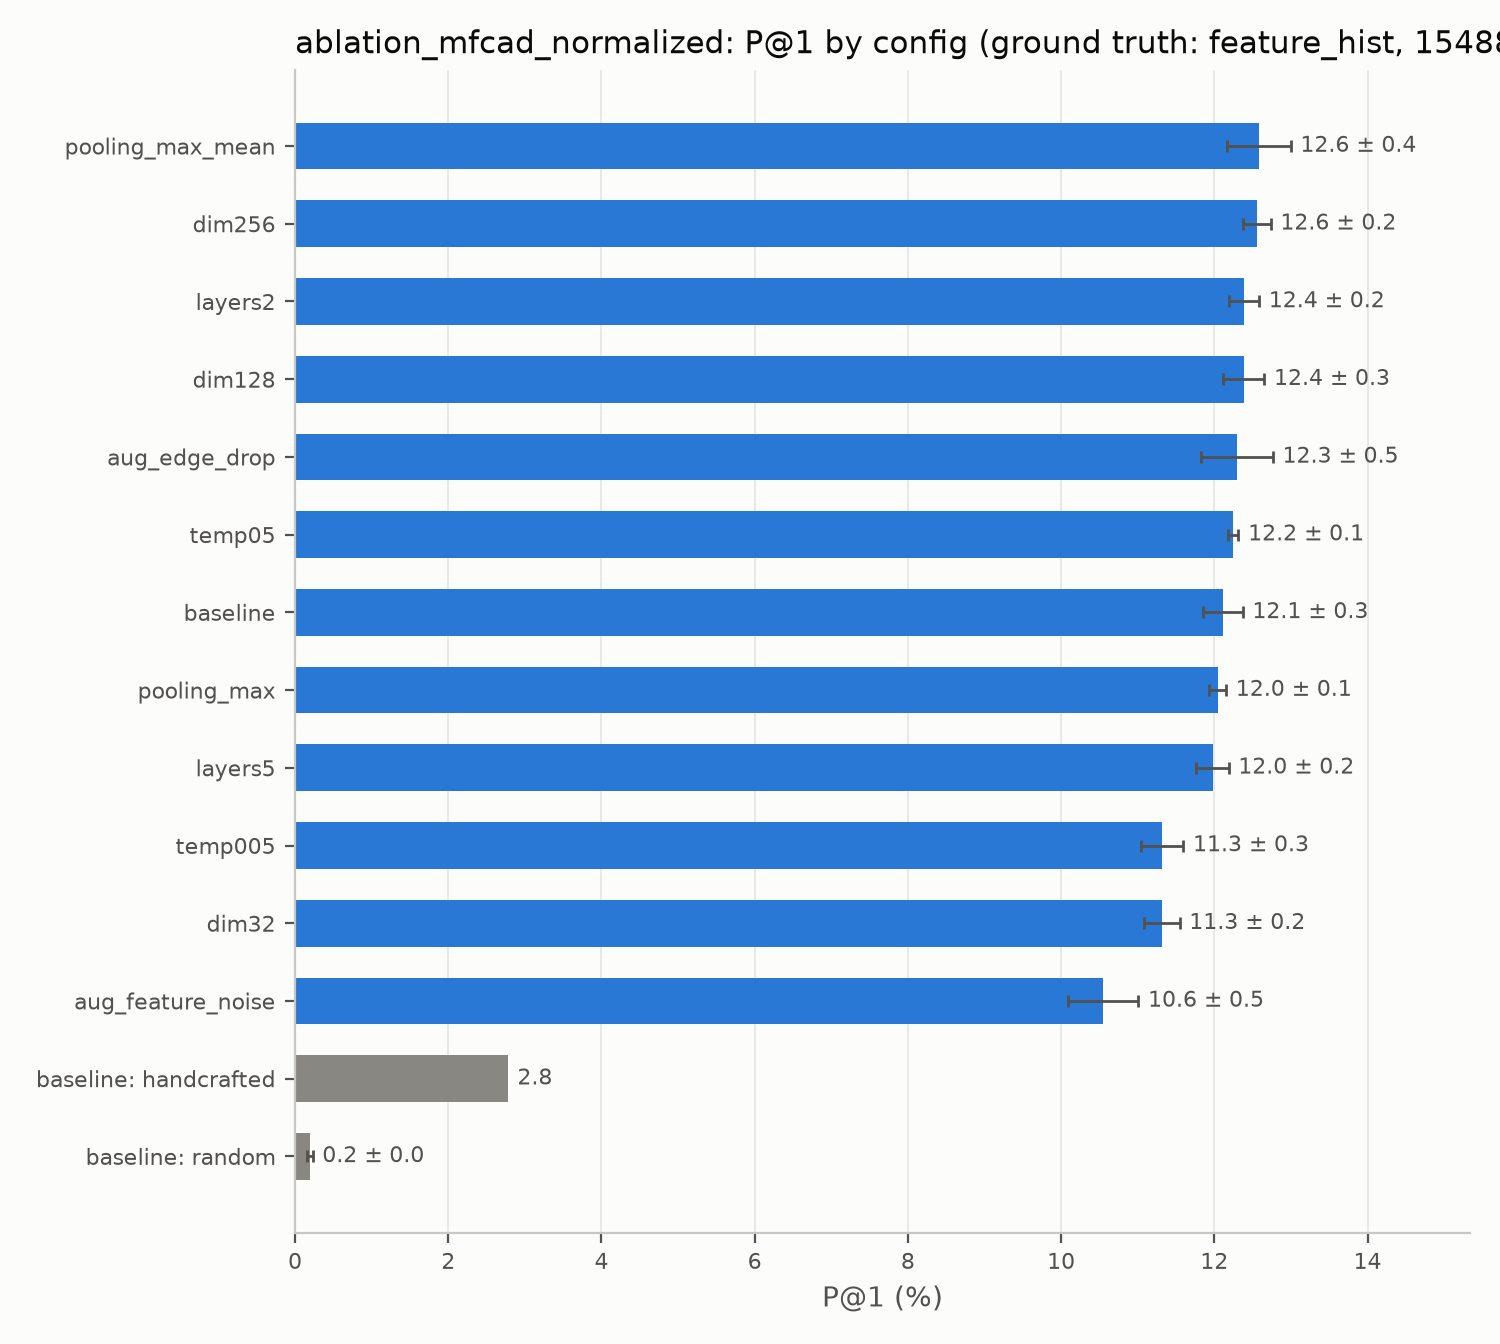 ablation_mfcad_normalized: P@1 by config (ground truth: feature_hist, 15488
pooling_max_mean 12.6 ± 0.4
dim256 12.6 ± 0.2
layers2 12.4 ± 0.2
dim128 12.4 ± 0.3
aug_edge_drop 12.3 ± 0.5
temp05 12.2 ± 0.1
baseline 12.1 ± 0.3
pooling_max 12.0 ± 0.1
layers5 12.0 ± 0.2
temp005 11.3 ± 0.3
dim32 11.3 ± 0.2
aug_feature_noise 10.6 ± 0.5
baseline: handcrafted 2.8
baseline: random 0.2 ± 0.0
0 2 4 6 8 10 12 14
P@1 (%)